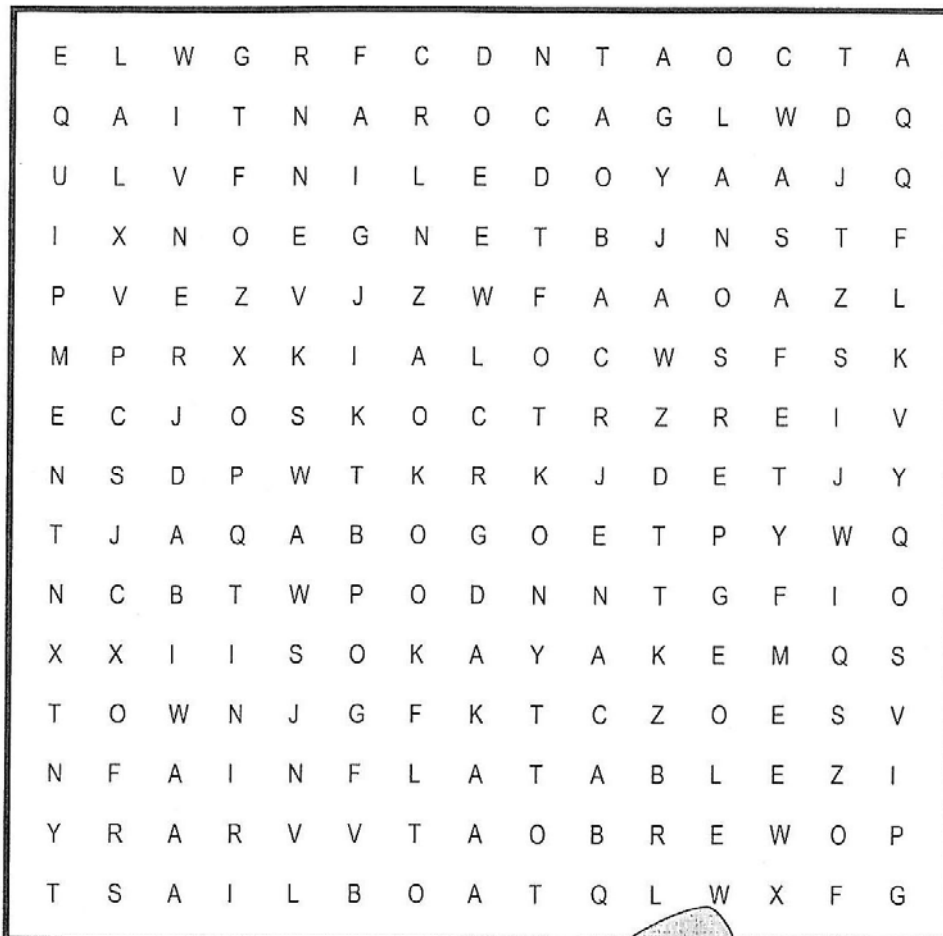 E L W G R F C D N T A O C T A
Q A I T N A R O C A G L W D Q
U L V F N I L E D O Y A A J Q
I X N O E G N E T B J N S T F
P V E Z V J Z W F A A O A Z L
M P R X K I A L O C W S F S K
E C J O S K O C T R Z R E I V
N S D P W T K R K J D E T J Y
T J A Q A B O G O E T P Y W Q
N C B T W P O D N N T G F I O
X X I I S O K A Y A K E M Q S
T O W N J G F K T C Z O E S V
N F A I N F L A T A B L E Z I
Y R A R V V T A O B R E W O P
T S A I L B O A T Q L W X F G